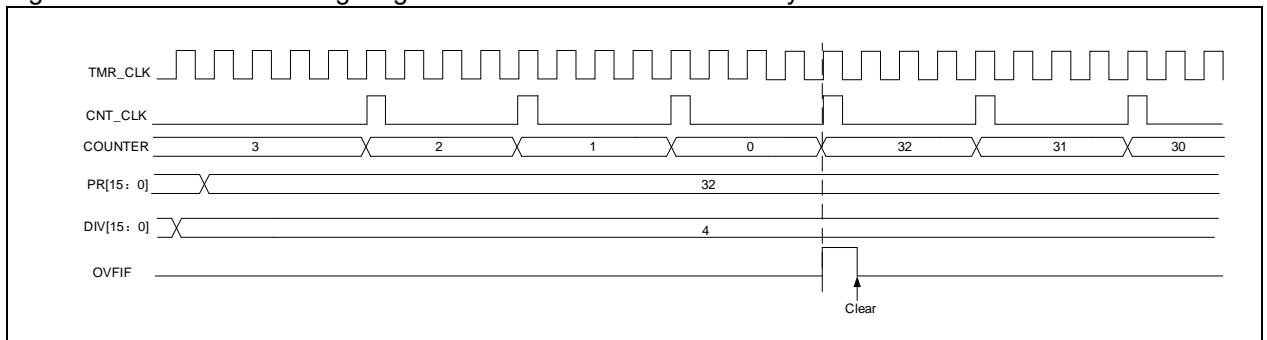 TMR_CLK
CNT_CLK
COUNTER 3 2 1 0 32 31 30
PR[15：0] 32
DIV[15：0] 4
OVFIF
Clear